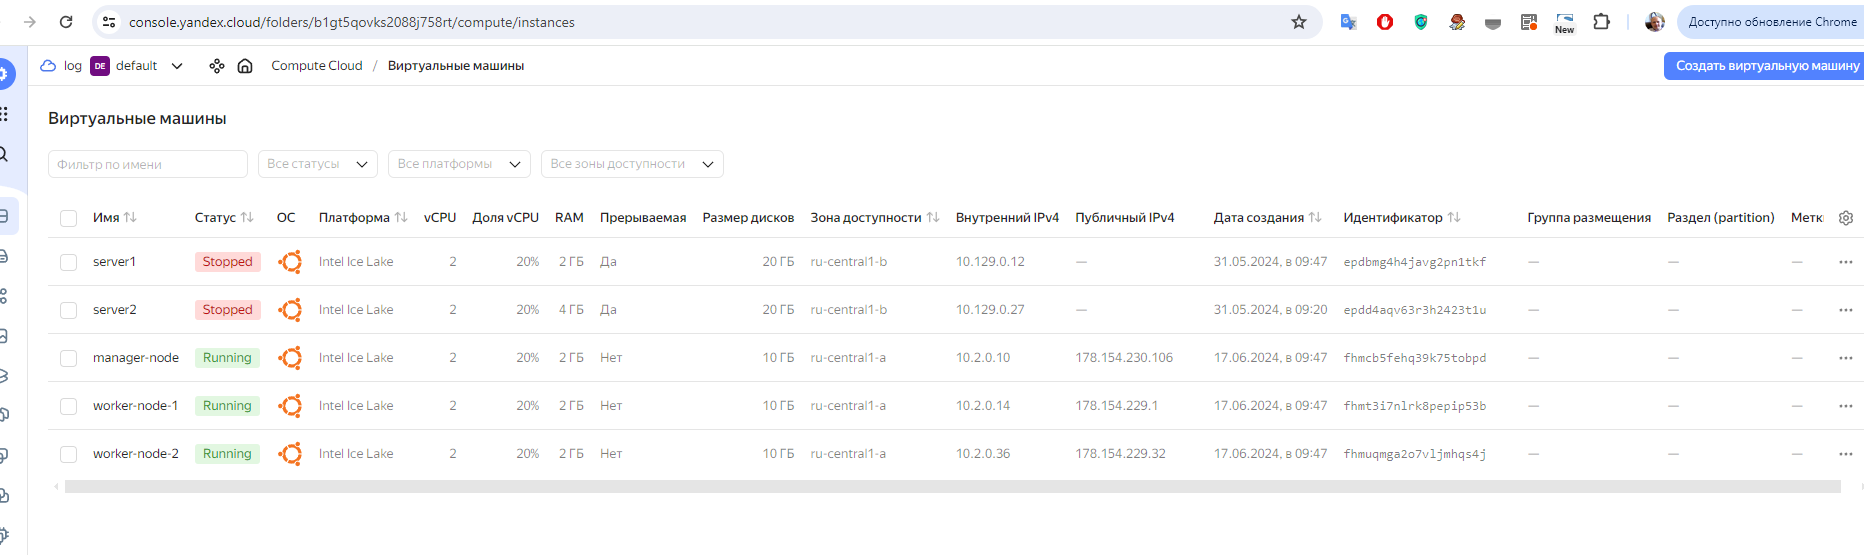 console.yandex.cloud/folders/b1gt5qovks2088j758rt/compute/instances New Доступно обновление Chrome
log DE default Compute Cloud / Виртуальные машины Создать виртуальную машину
Виртуальные машины
Фильтр по имени Все статусы Все платформы Все зоны доступности
Имя Статус ОС Платформа vCPU Доля vCPU RAM Прерываемая Размер дисков Зона доступности Внутренний IPv4 Публичный IPv4 Дата создания Идентификатор Группа размещения Раздел (partition) Метк
server1 Stopped Intel Ice Lake 2 20% 2 ГБ Да 20 ГБ ru-central1-b 10.129.0.12 — 31.05.2024, в 09:47 epdbmg4h4javg2pn1tkf — — —
server2 Stopped Intel Ice Lake 2 20% 4 ГБ Да 20 ГБ ru-central1-b 10.129.0.27 — 31.05.2024, в 09:20 epdd4aqv63r3h2423t1u — — —
manager-node Running Intel Ice Lake 2 20% 2 ГБ Нет 10 ГБ ru-central1-a 10.2.0.10 178.154.230.106 17.06.2024, в 09:47 fhmcb5fehq39k75tobpd — — —
worker-node-1 Running Intel Ice Lake 2 20% 2 ГБ Нет 10 ГБ ru-central1-a 10.2.0.14 178.154.229.1 17.06.2024, в 09:47 fhmt3i7nlrk8pepip53b — — —
worker-node-2 Running Intel Ice Lake 2 20% 2 ГБ Нет 10 ГБ ru-central1-a 10.2.0.36 178.154.229.32 17.06.2024, в 09:47 fhmuqmga2o7vljmhqs4j — — —